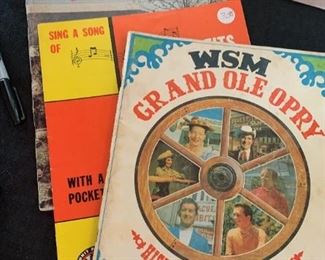 SING A SONG
OF
WITH A
POCKET
WSM
GRAND OLE OPRY